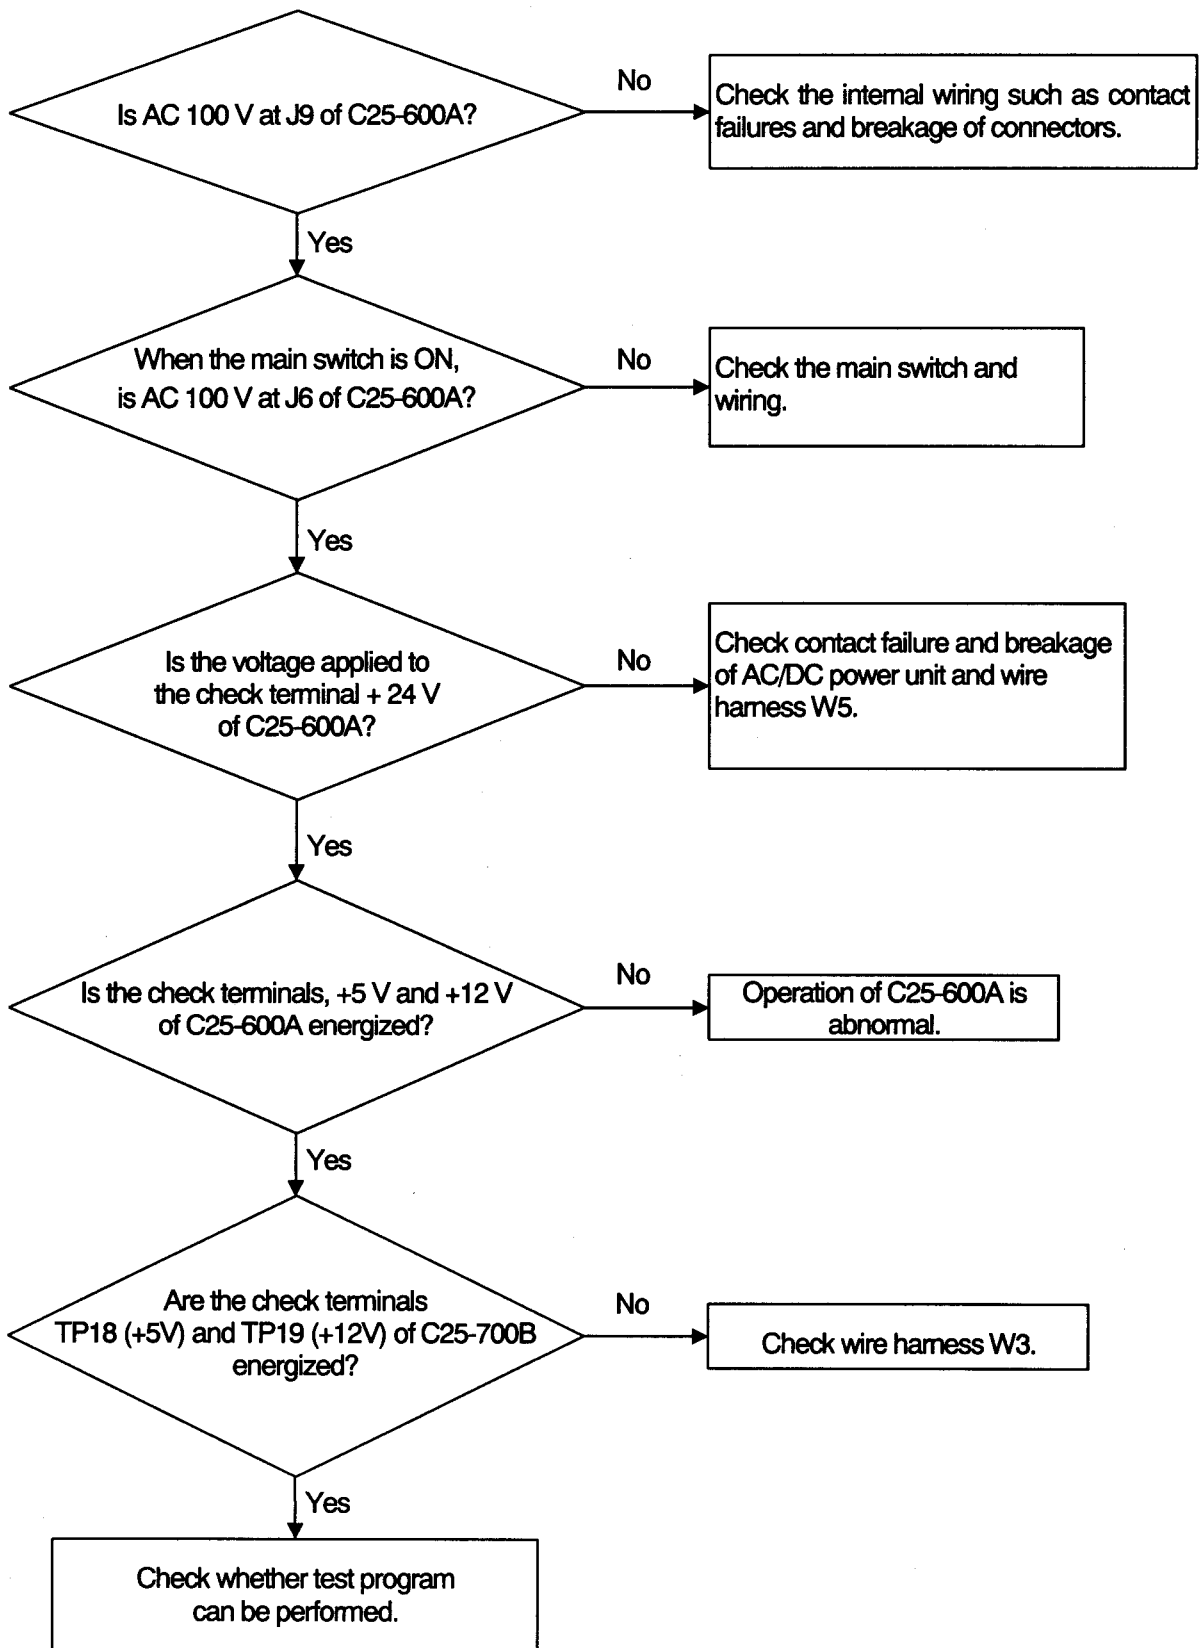 Is AC 100 V at J9 of C25-600A?
No
Check the internal wiring such as contact
failures and breakage of connectors.
Yes
When the main switch is ON,
is AC 100 V at J6 of C25-600A?
No
Check the main switch and
wiring.
Yes
Is the voltage applied to
the check terminal + 24 V
of C25-600A?
No
Check contact failure and breakage
of AC/DC power unit and wire
harness W5.
Yes
Is the check terminals, +5 V and +12 V
of C25-600A energized?
No
Operation of C25-600A is
abnormal.
Yes
Are the check terminals
TP18 (+5V) and TP19 (+12V) of C25-700B
energized?
No
Check wire harness W3.
Yes
Check whether test program
can be performed.